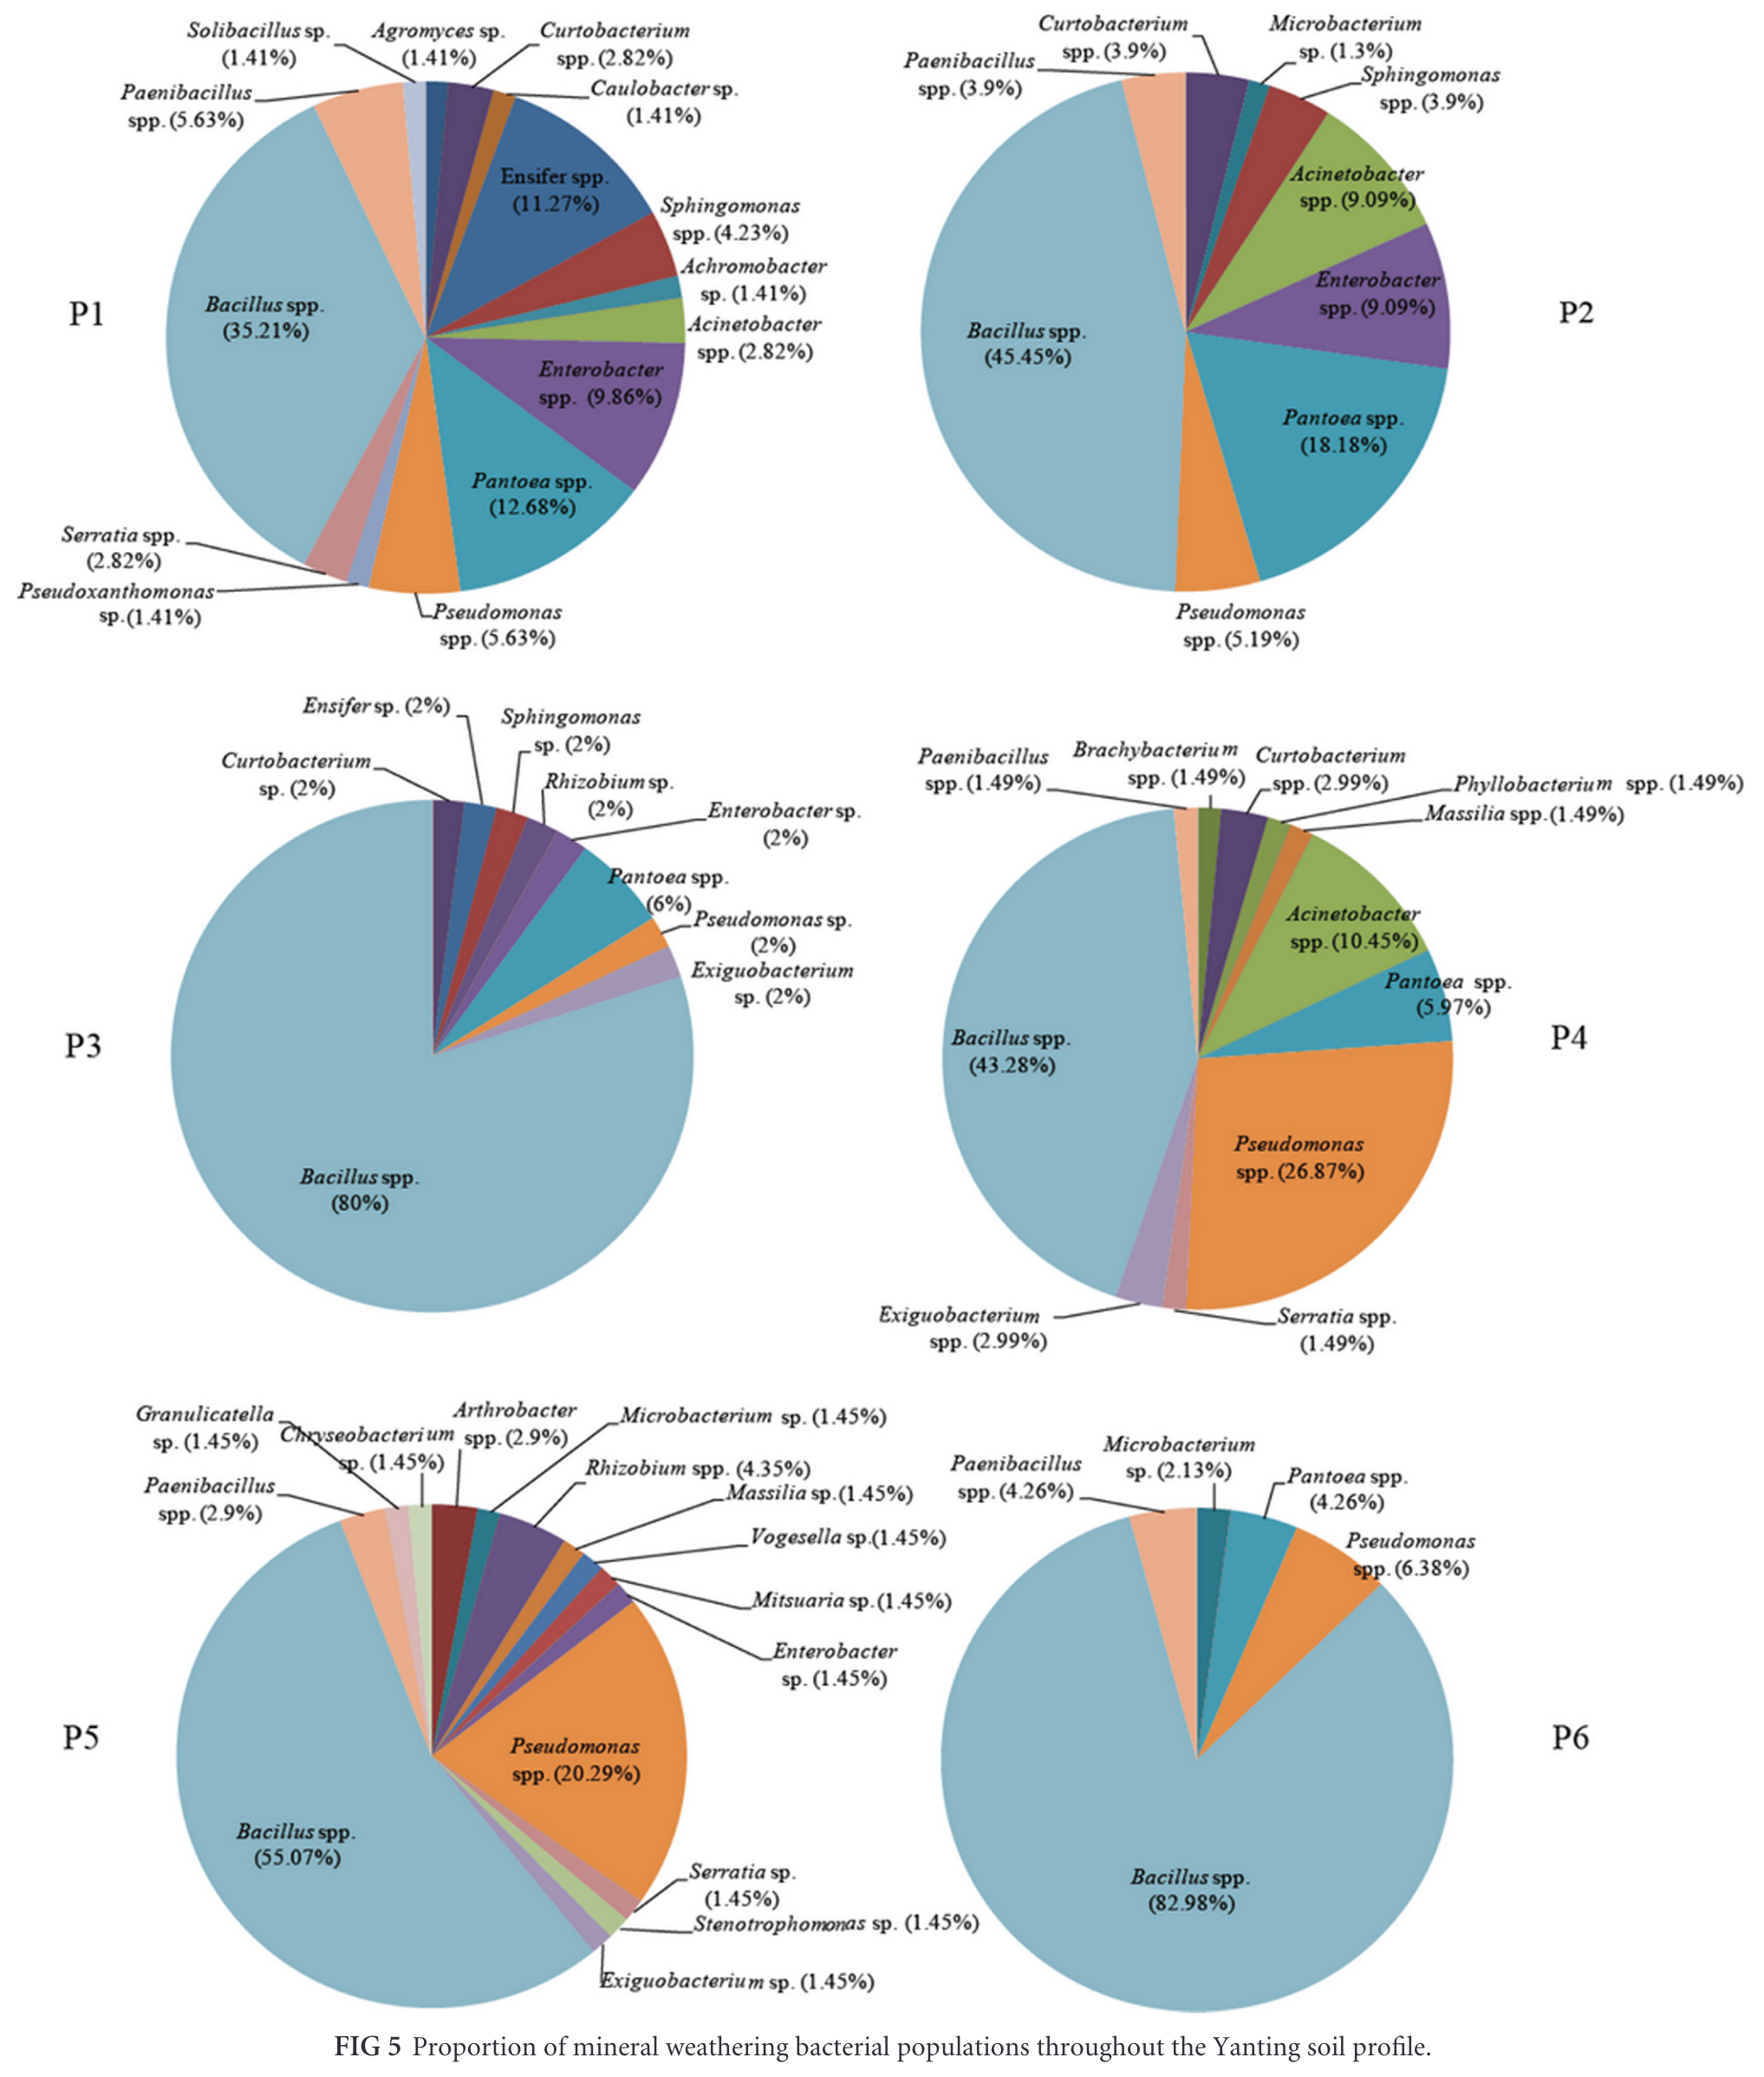 Solibacillus sp.
(1.41%)
Agromyces sp.
(1.41%)
Curtobacterium
spp. (2.82%)
Caulobacter sp.
(1.41%)
Paenibacillus
spp. (5.63%)
Ensifer spp.
(11.27%)
Sphingomonas
spp. (4.23%)
Achromobacter
sp. (1.41%)
Acinetobacter
spp. (2.82%)
Bacillus spp.
(35.21%)
P1
Enterobacter
spp. (9.86%)
Pantoea spp.
(12.68%)
Serratia spp.
(2.82%)
Pseudoxanthomonas
sp.(1.41%)
Pseudomonas
spp. (5.63%)
Curtobacterium
spp. (3.9%)
Microbacterium
sp. (1.3%)
Paenibacillus
spp. (3.9%)
Sphingomonas
spp. (3.9%)
Acinetobacter
spp. (9.09%)
Enterobacter
spp. (9.09%)
P2
Bacillus spp.
(45.45%)
Pantoea spp.
(18.18%)
Pseudomonas
spp. (5.19%)
Ensifer sp. (2%)
Sphingomonas
sp. (2%)
Curtobacterium
sp. (2%)
Rhizobium sp.
(2%)
Enterobacter sp.
(2%)
Pantoea spp.
(6%)
Pseudomonas sp.
(2%)
Exiguobacterium
sp. (2%)
P3
Bacillus spp.
(80%)
Paenibacillus
spp. (1.49%)
Brachybacterium
spp. (1.49%)
Curtobacterium
spp. (2.99%)
Phyllobacterium spp. (1.49%)
Massilia spp. (1.49%)
Acinetobacter
spp. (10.45%)
Pantoea spp.
(5.97%)
Bacillus spp.
(43.28%)
P4
Pseudomonas
spp. (26.87%)
Exiguobacterium
spp. (2.99%)
Serratia spp.
(1.49%)
Granulicatella
sp. (1.45%)
Chryseobacterium
sp. (1.45%)
Arthrobacter
spp. (2.9%)
Microbacterium sp. (1.45%)
Paenibacillus
spp. (2.9%)
Rhizobium spp. (4.35%)
Massilia sp.(1.45%)
Vogesella sp.(1.45%)
Mitsuaria sp.(1.45%)
Enterobacter
sp. (1.45%)
P5
Pseudomonas
spp. (20.29%)
Bacillus spp.
(55.07%)
Serratia sp.
(1.45%)
Stenotrophomonas sp. (1.45%)
Exiguobacterium sp. (1.45%)
Paenibacillus
spp. (4.26%)
Microbacterium
sp. (2.13%)
Pantoea spp.
(4.26%)
Pseudomonas
spp. (6.38%)
P6
Bacillus spp.
(82.98%)
FIG 5 Proportion of mineral weathering bacterial populations throughout the Yanting soil profile.